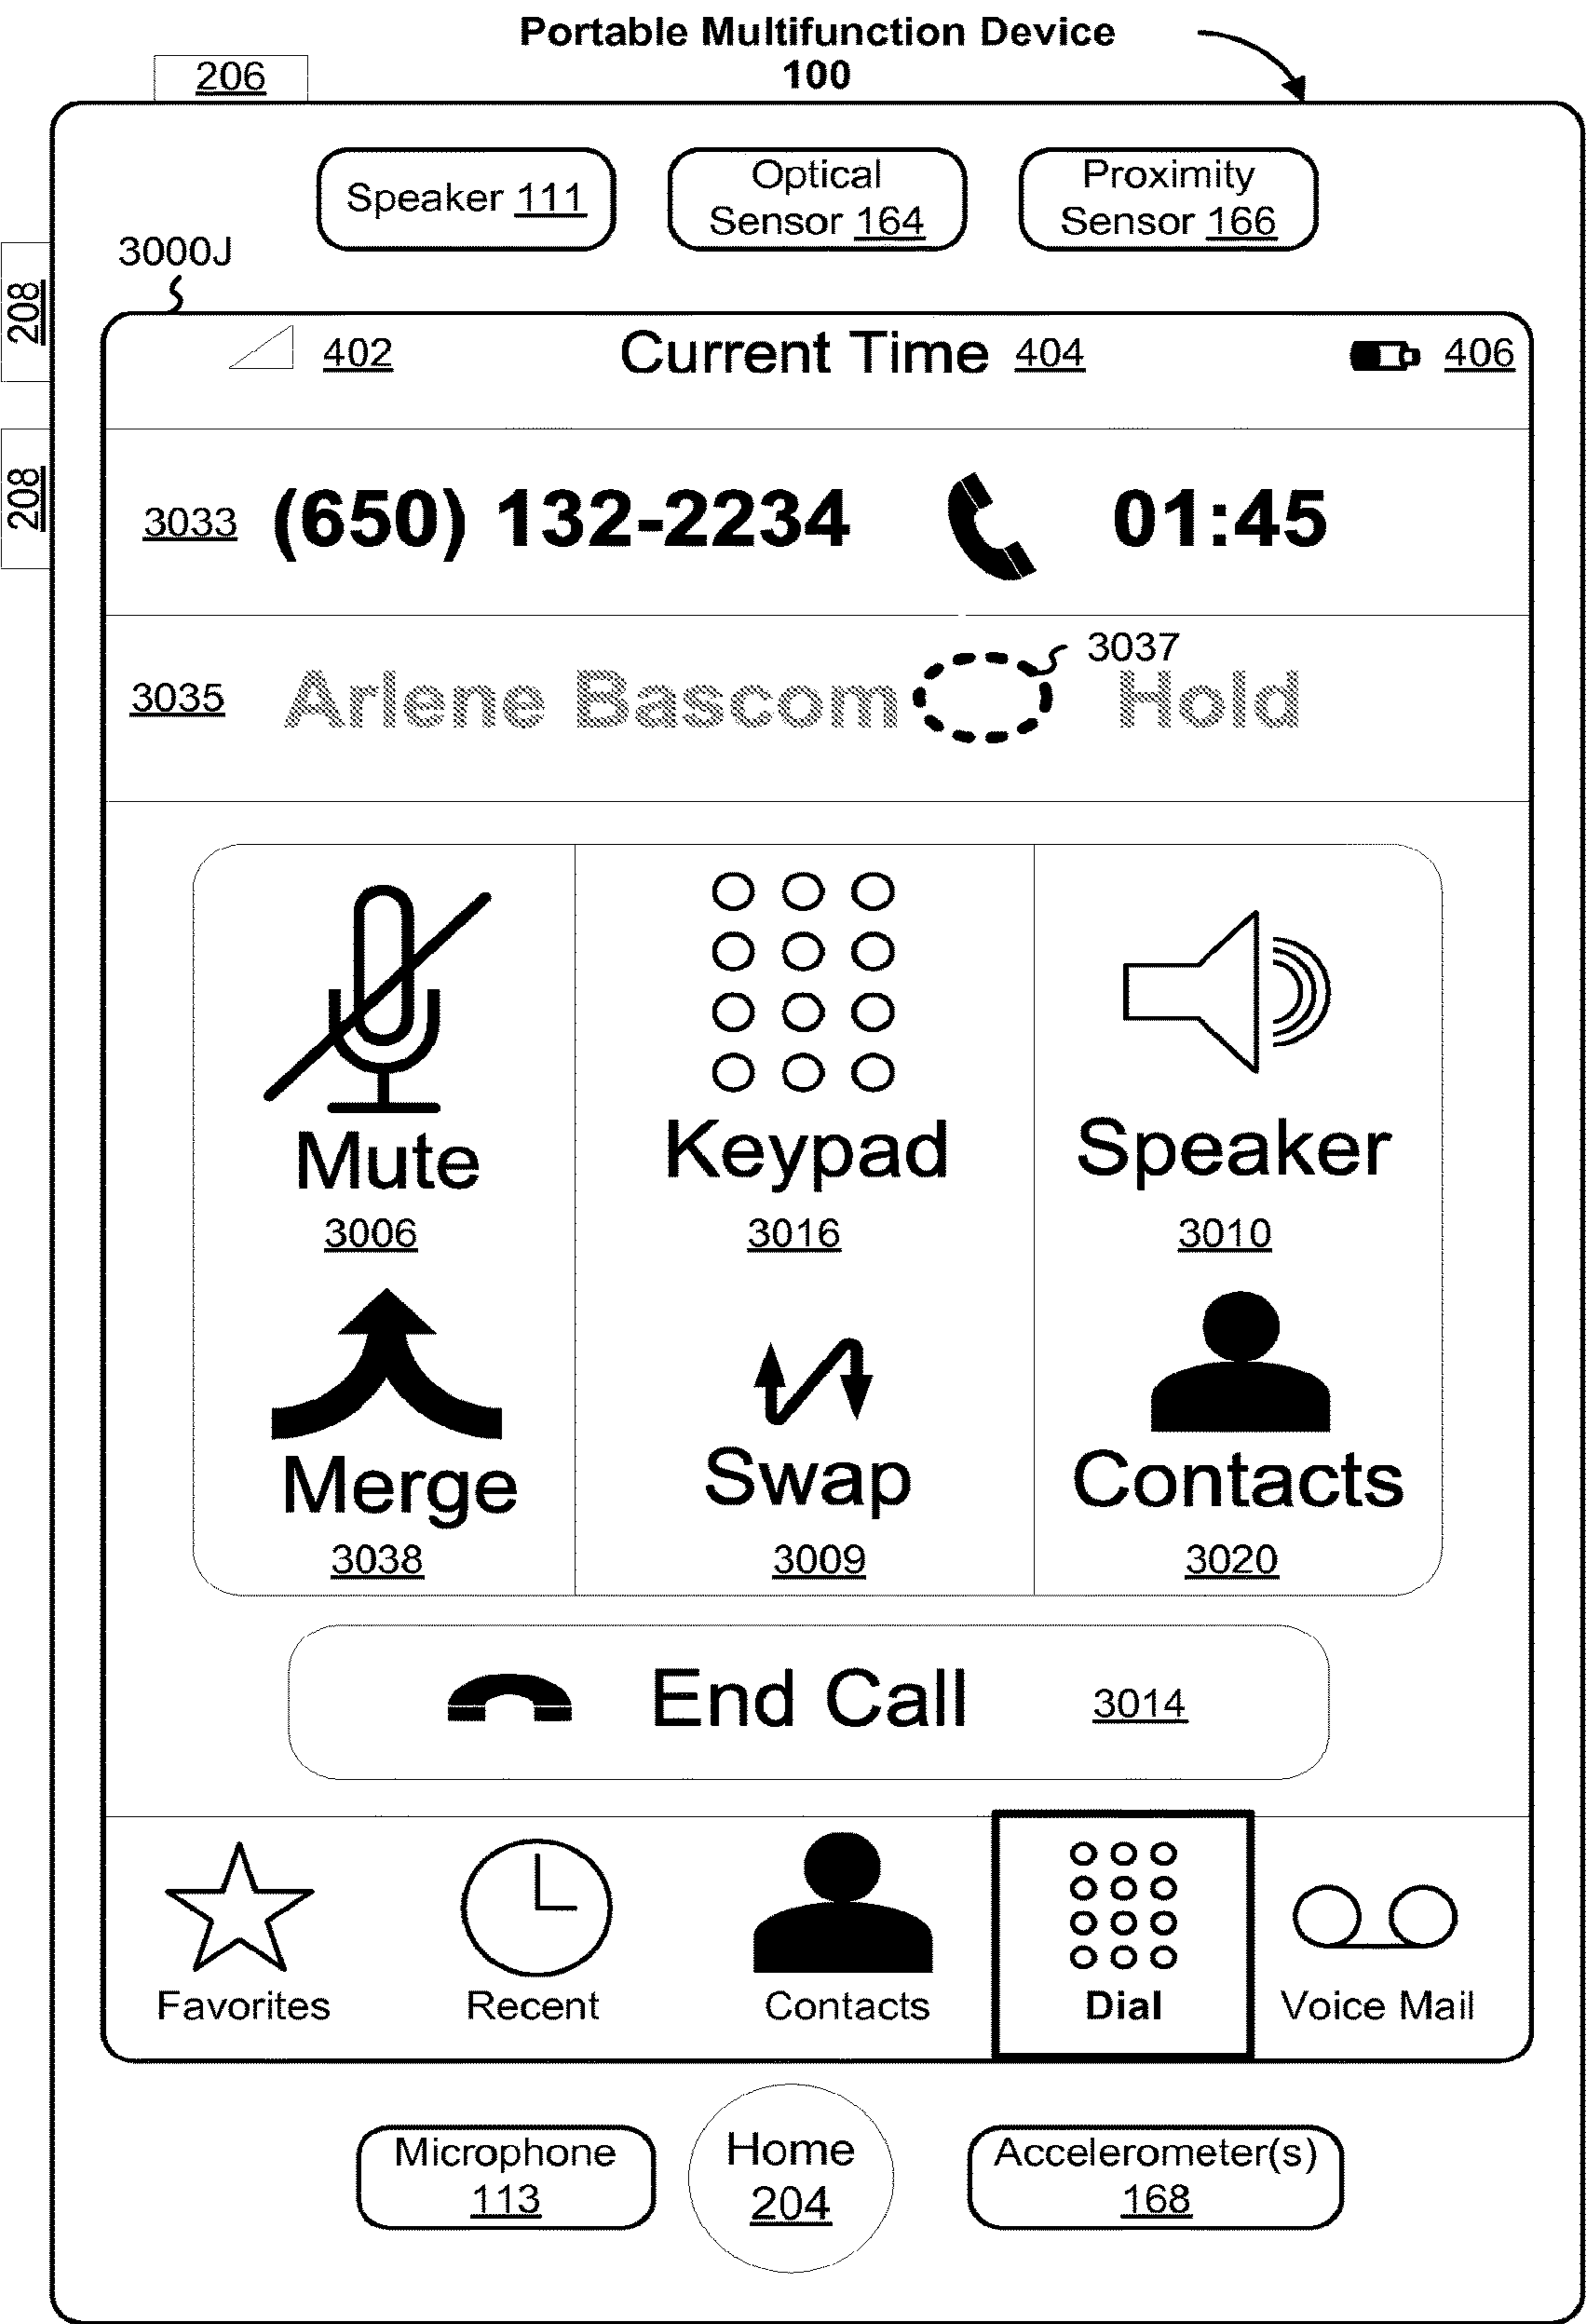 Portable Multifunction Device
100
206
Speaker 111
Optical
Sensor 164
Proximity
Sensor 166
3000J
208
402
Current Time 404
406
208
3033
(650) 132-2234
01:45
3037
3035
Arlene Bascom
Hold
Mute
Keypad
Speaker
3006
3016
3010
Merge
Swap
Contacts
3038
3009
3020
End Call
3014
Favorites
Recent
Contacts
Dial
Voice Mail
Microphone
113
Home
204
Accelerometer(s)
168